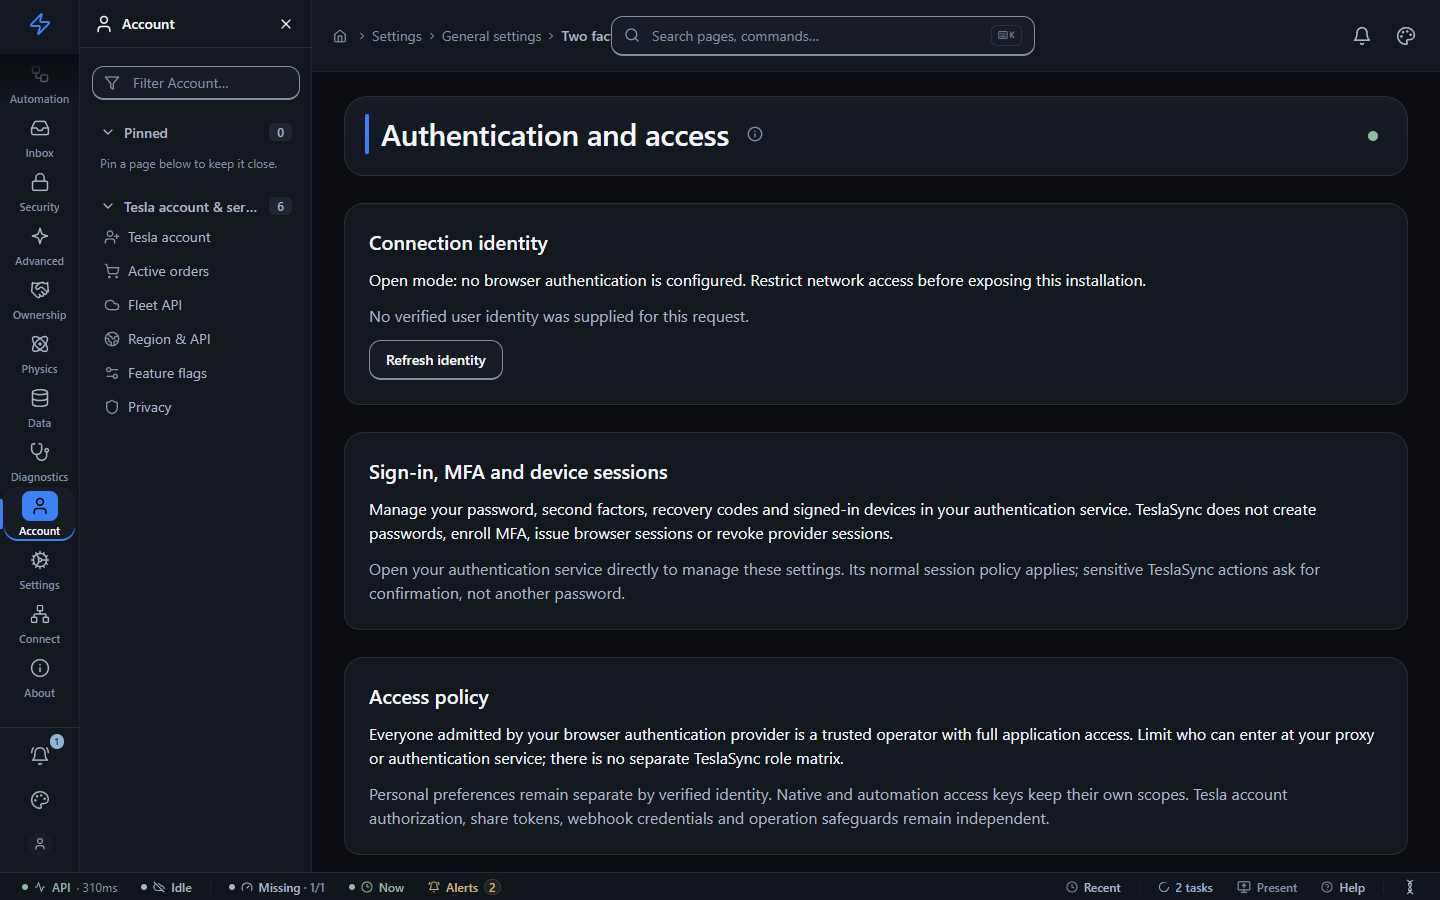 Account
Automation
Inbox
Security
Advanced
Ownership
Physics
Data
Diagnostics
Account
Settings
Connect
About
1
Filter Account...
Pinned 0
Pin a page below to keep it close.
Tesla account & ser... 6
Tesla account
Active orders
Fleet API
Region & API
Feature flags
Privacy
Settings General settings Two fac
Search pages, commands... K
Authentication and access
Connection identity
Open mode: no browser authentication is configured. Restrict network access before exposing this installation.
No verified user identity was supplied for this request.
Refresh identity
Sign-in, MFA and device sessions
Manage your password, second factors, recovery codes and signed-in devices in your authentication service. TeslaSync does not create
passwords, enroll MFA, issue browser sessions or revoke provider sessions.
Open your authentication service directly to manage these settings. Its normal session policy applies; sensitive TeslaSync actions ask for
confirmation, not another password.
Access policy
Everyone admitted by your browser authentication provider is a trusted operator with full application access. Limit who can enter at your proxy
or authentication service; there is no separate TeslaSync role matrix.
Personal preferences remain separate by verified identity. Native and automation access keys keep their own scopes. Tesla account
authorization, share tokens, webhook credentials and operation safeguards remain independent.
API · 310ms Idle Missing · 1/1 Now Alerts 2 Recent 2 tasks Present Help